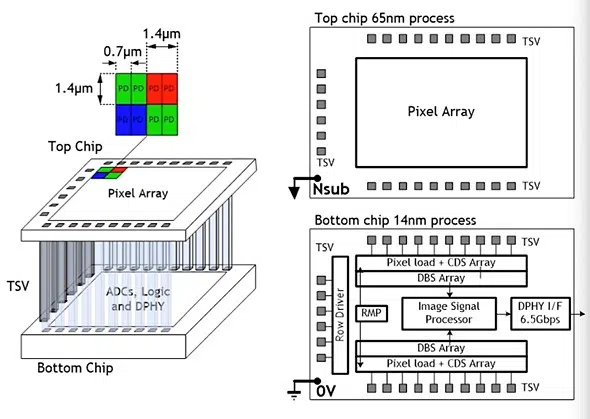 1.4μm
0.7μm
1.4μm
PD PD PD PD
PD PD PD PD
Top Chip
Pixel Array
TSV
ADCs, Logic
and DPHY
Bottom Chip
Top chip 65nm process
TSV
Pixel Array
TSV
Nsub
TSV
Bottom chip 14nm process
TSV
TSV
Pixel load + CDS Array
DBS Array
Row Driver
RMP
Image Signal
Processor
DPHY I/F
6.5Gbps
DBS Array
Pixel load + CDS Array
0V
TSV